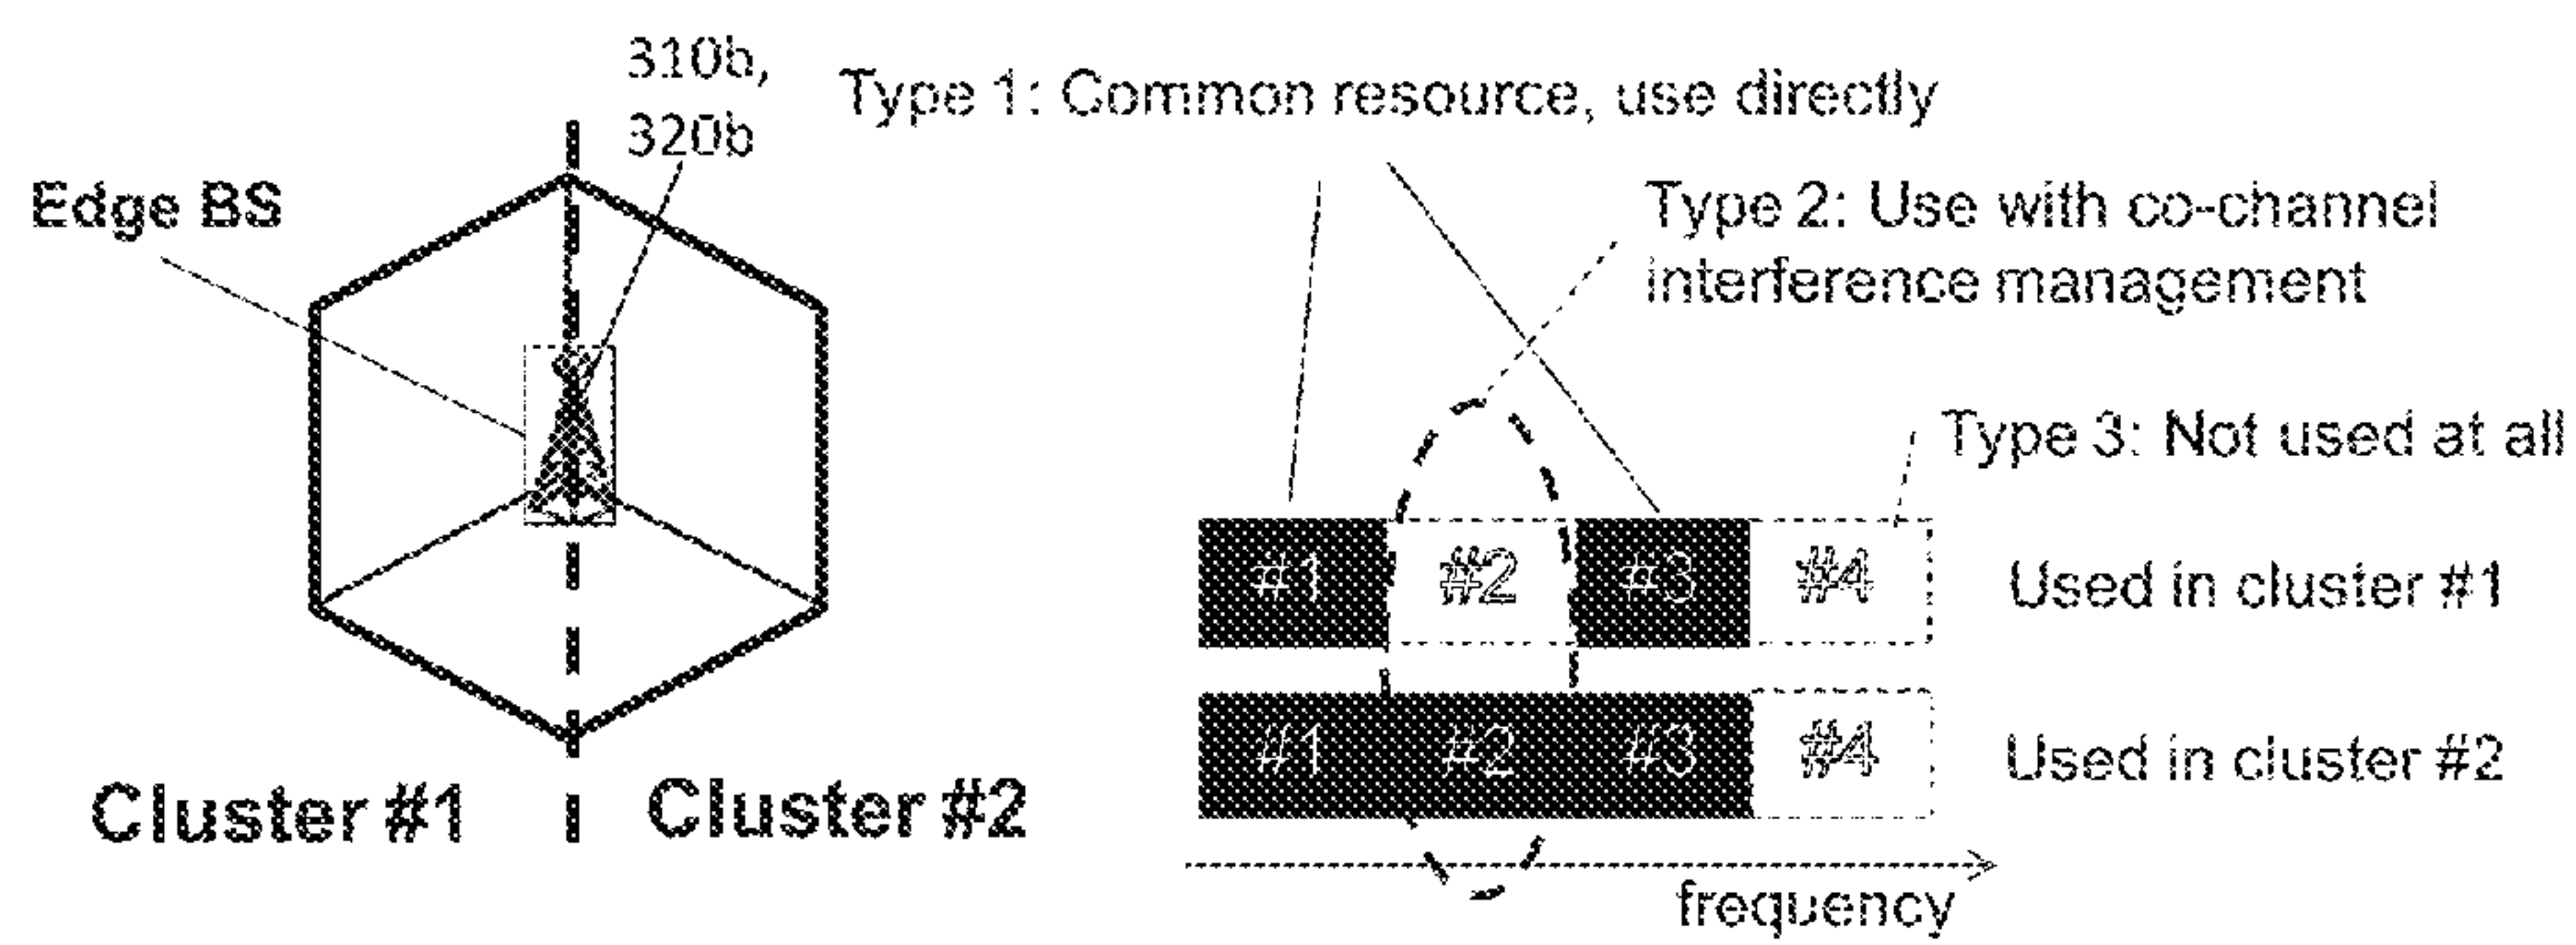 310b,
320b
Edge BS
Cluster #1
Cluster #2
Type 1: Common resource, use directly
Type 2: Use with co-channel
interference management
Type 3: Not used at all
#1 #2 #3 #4 Used in cluster #1
#1 #2 #3 #4 Used in cluster #2
frequency